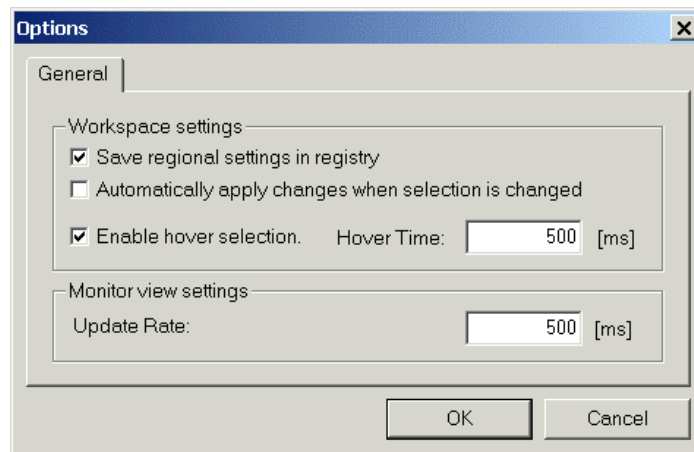 Options
General
Workspace settings
Save regional settings in registry
Automatically apply changes when selection is changed
Enable hover selection. Hover Time: 500 [ms]
Monitor view settings
Update Rate: 500 [ms]
OK Cancel